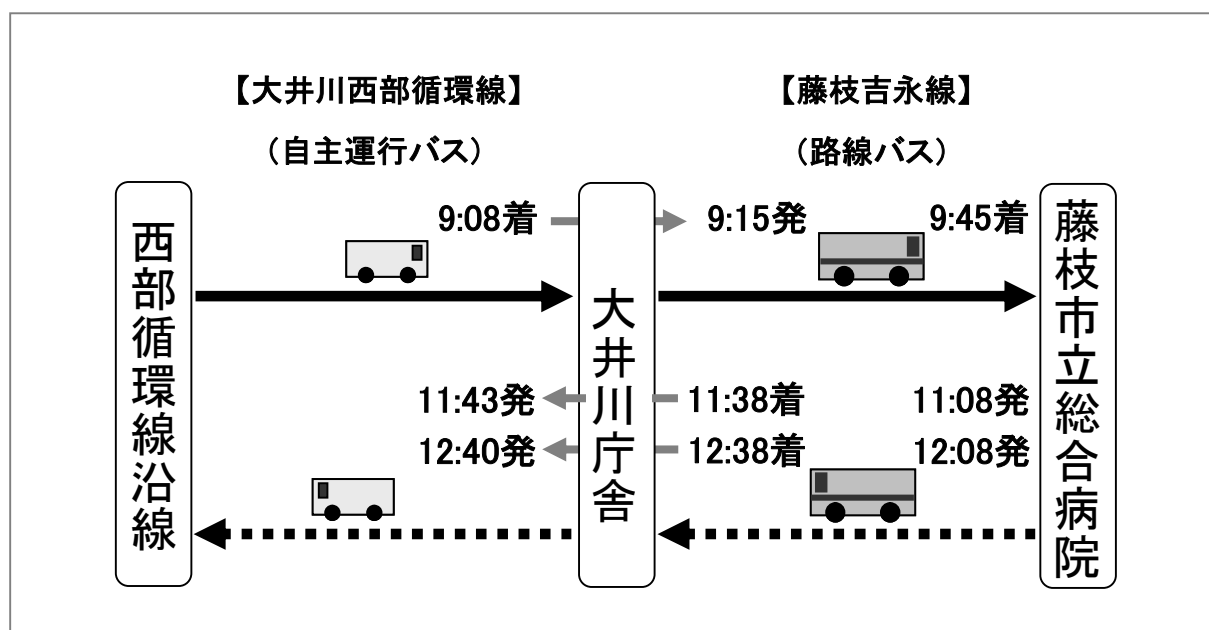 【大井川西部循環線】 【藤枝吉永線】
（自主運行バス） （路線バス）
西部循環線沿線
9:08着 9:15発 9:45着
大井川庁舎
藤枝市立総合病院
11:43発 11:38着 11:08発
12:40発 12:38着 12:08発